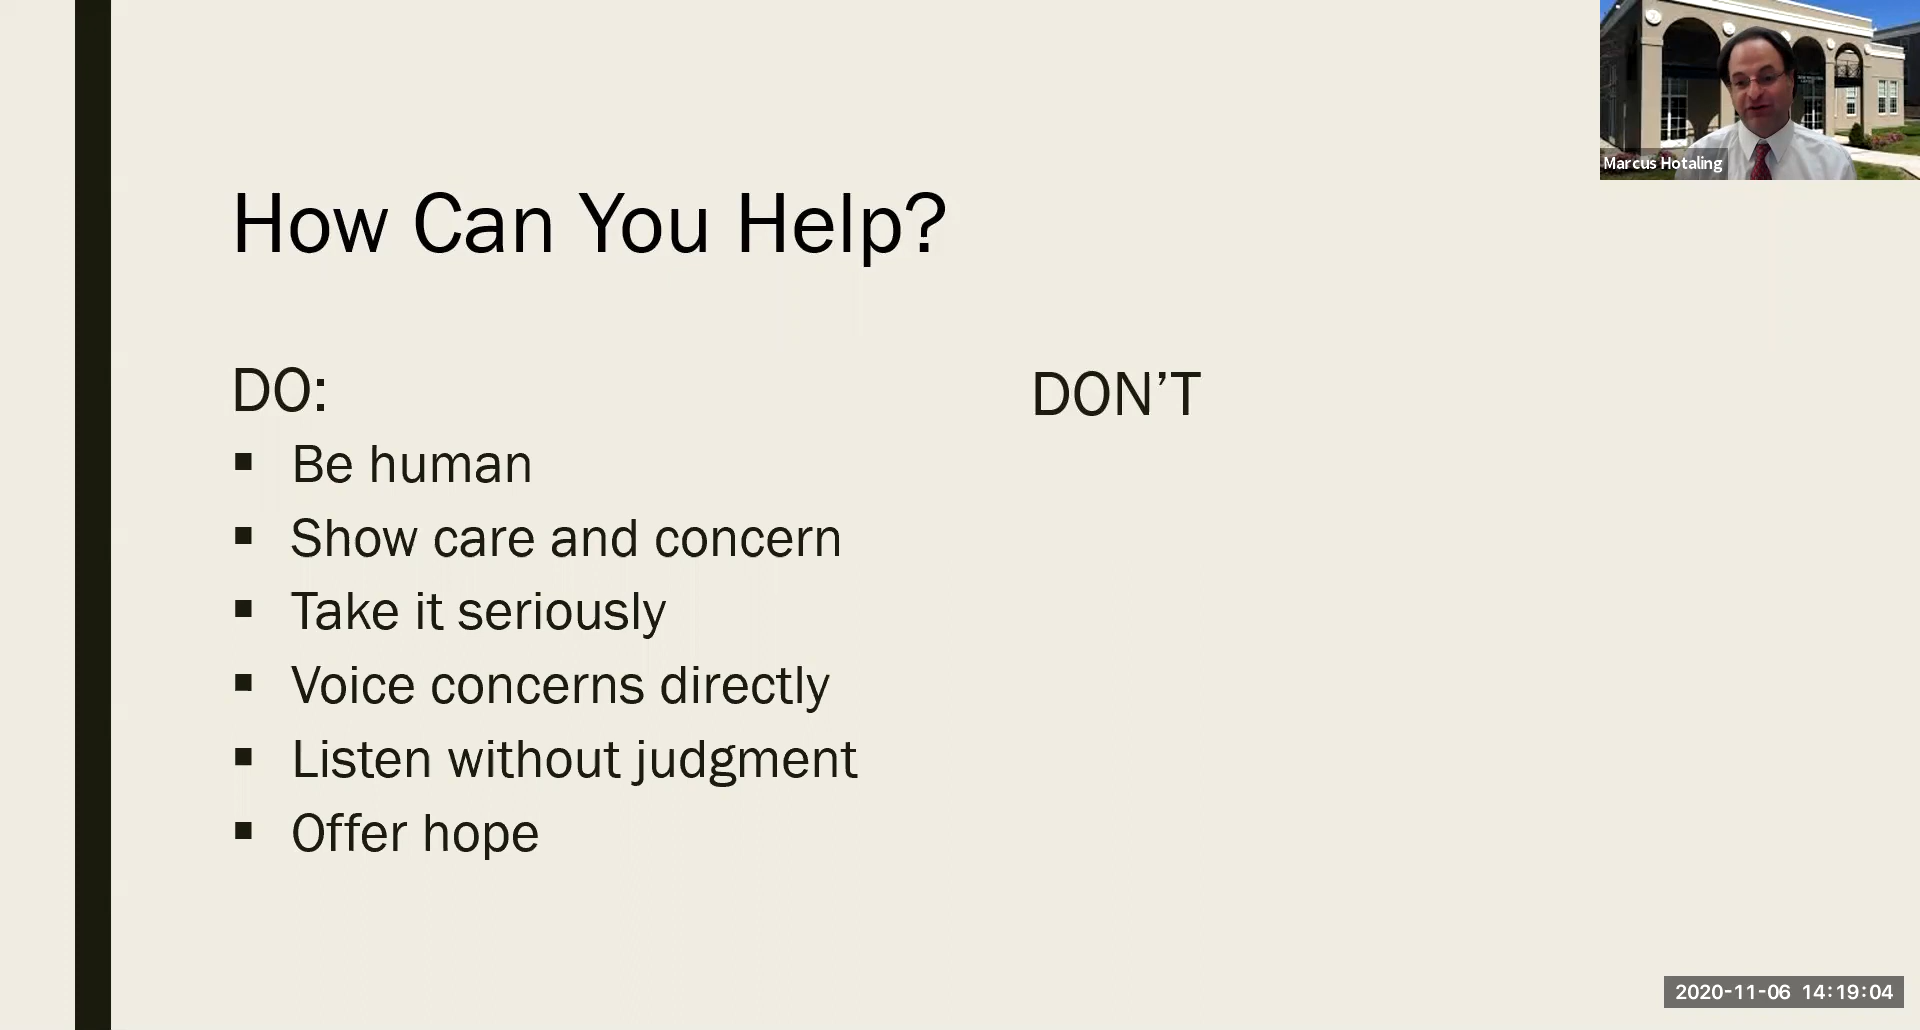 Marcus Hotaling
How Can You Help?
DO:
▪ Be human
▪ Show care and concern
▪ Take it seriously
▪ Voice concerns directly
▪ Listen without judgment
▪ Offer hope
DON’T
2020-11-06 14:19:04